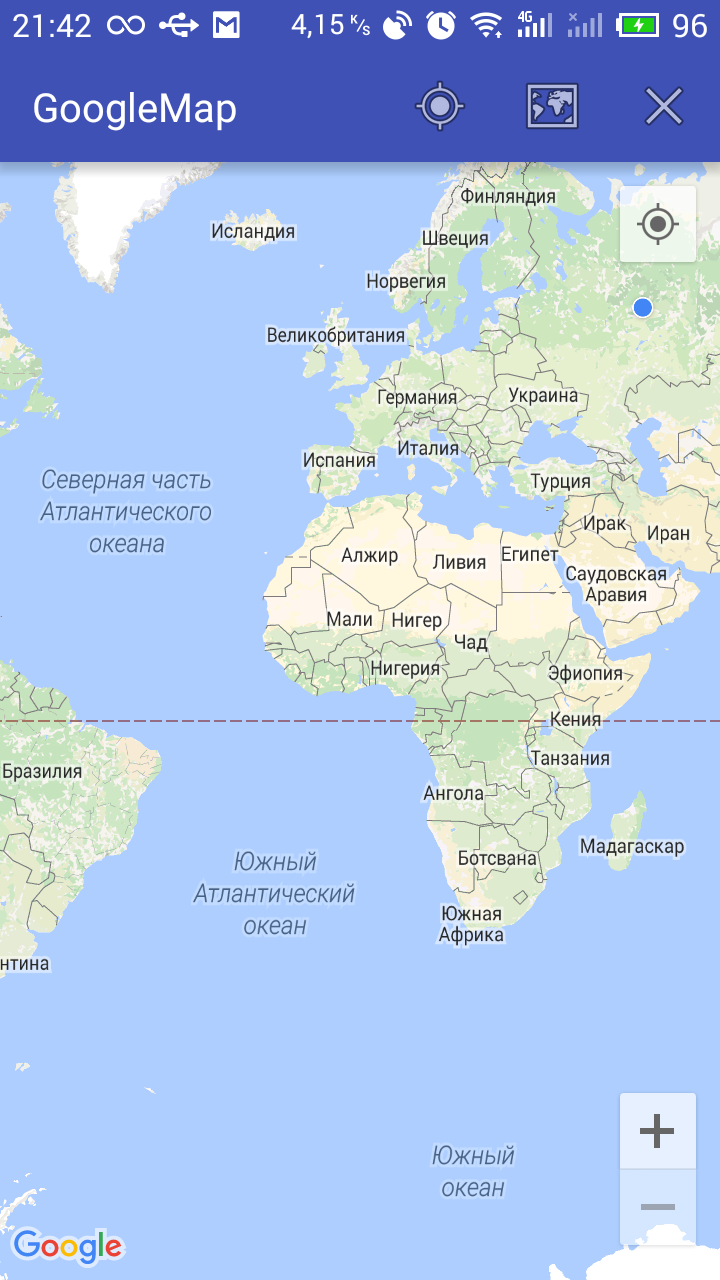 21:42 4,15 K/s 4G 96
GoogleMap
Финляндия
Исландия
Швеция
Норвегия
Великобритания
Германия
Украина
Италия
Испания
Северная часть
Атлантического
океана
Турция
Ирак
Иран
Алжир
Ливия
Египет
Саудовская
Аравия
Мали
Нигер
Чад
Нигерия
Эфиопия
Кения
Танзания
Бразилия
Ангола
Мадагаскар
Ботсвана
Южный
Атлантический
океан
Южная
Африка
нтина
Южный
океан
Google